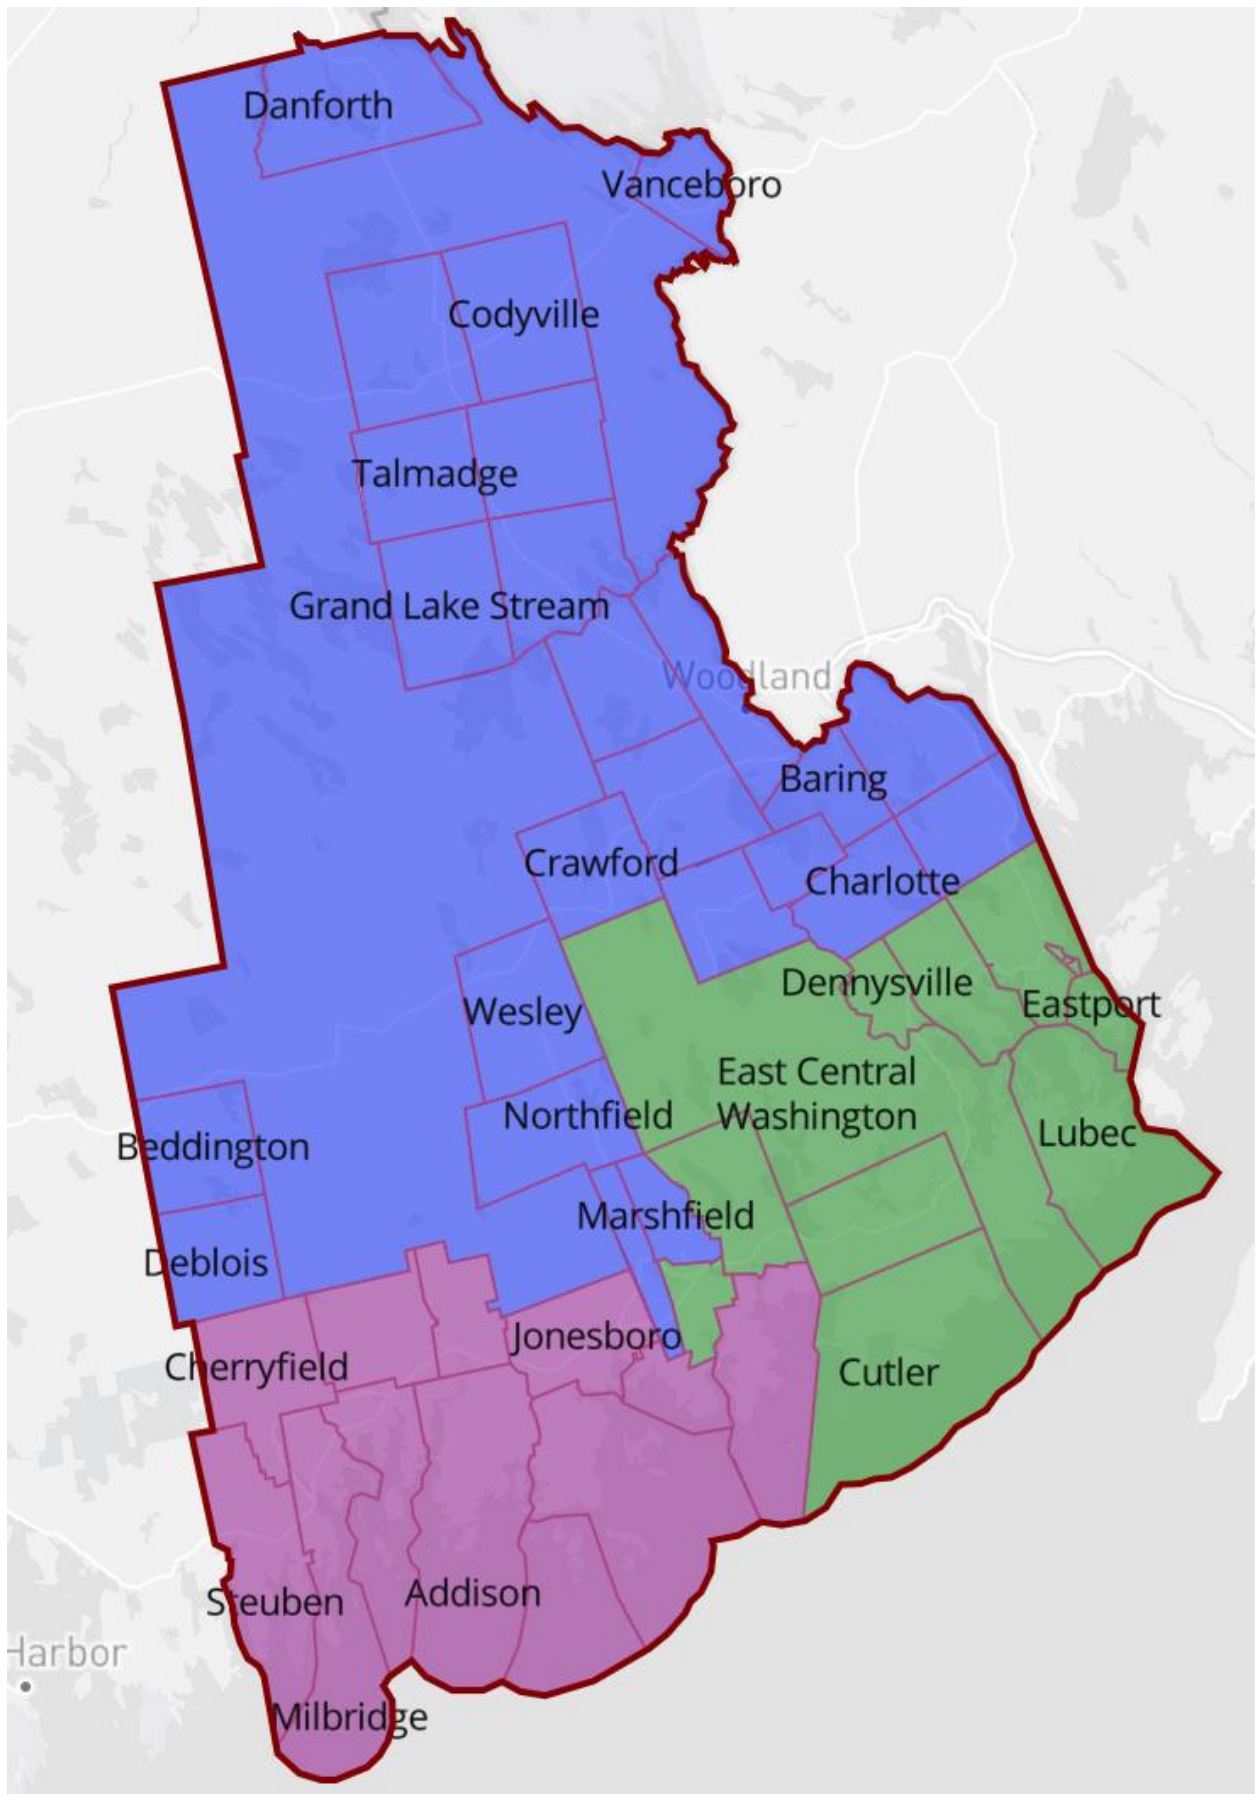 Danforth
Vanceboro
Codyville
Talmadge
Grand Lake Stream
Woodland
Baring
Crawford
Charlotte
Dennysville
Wesley
Eastport
East Central
Washington
Northfield
Lubec
Beddington
Marshfield
Deblois
Jonesboro
Cherryfield
Cutler
Addison
Steuben
Harbor
Milbridge